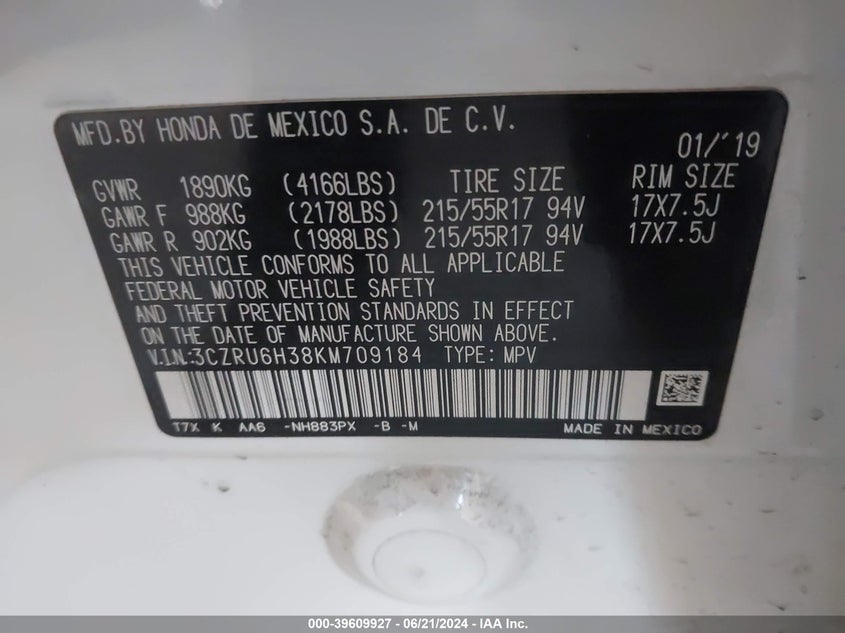 MFD.BY HONDA DE MEXICO S.A. DE C.V.
01/'19
GVWR 1890KG (4166LBS) TIRE SIZE RIM SIZE
GAWR F 988KG (2178LBS) 215/55R17 94V 17X7.5J
GAWR R 902KG (1988LBS) 215/55R17 94V 17X7.5J
THIS VEHICLE CONFORMS TO ALL APPLICABLE
FEDERAL MOTOR VEHICLE SAFETY
AND THEFT PREVENTION STANDARDS IN EFFECT
ON THE DATE OF MANUFACTURE SHOWN ABOVE.
V.I.N:3CZRU6H38KM709184 TYPE: MPV
T7X K AA6 -NH883PX -B -M MADE IN MEXICO
000-39609927 - 06/21/2024 - IAA Inc.